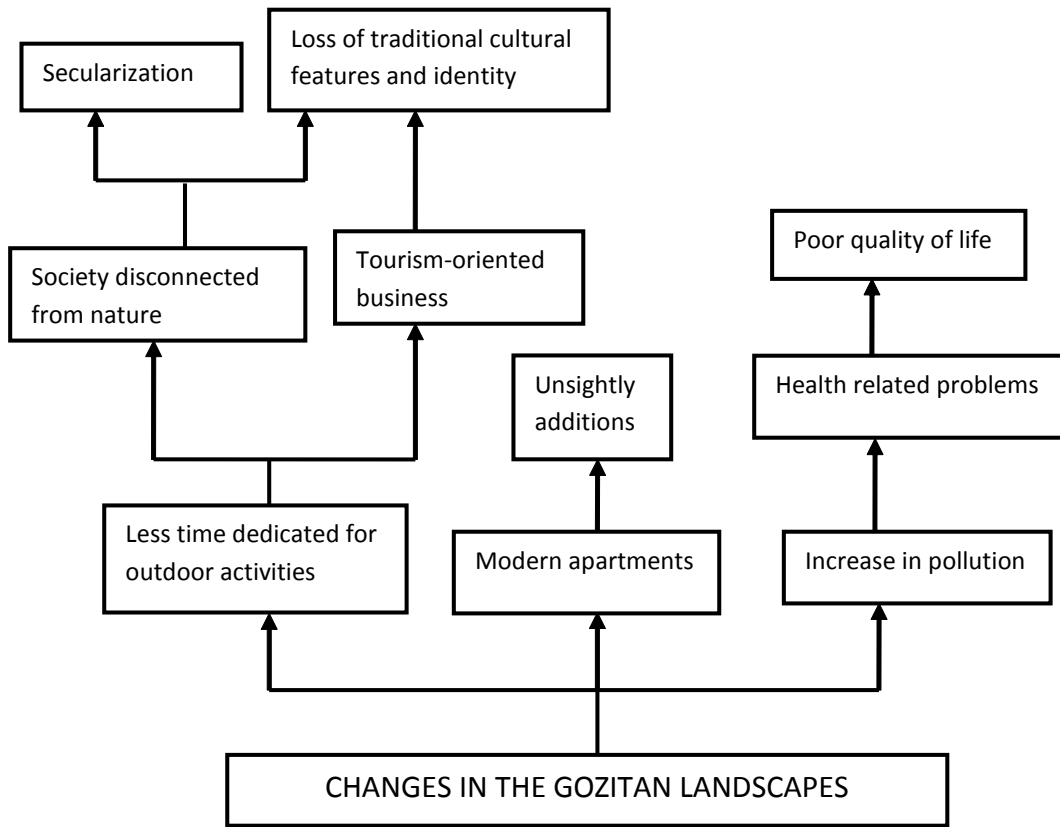 Secularization
Loss of traditional cultural
features and identity
Society disconnected
from nature
Tourism-oriented
business
Poor quality of life
Unsightly
additions
Health related problems
Less time dedicated for
outdoor activities
Modern apartments
Increase in pollution
CHANGES IN THE GOZITAN LANDSCAPES